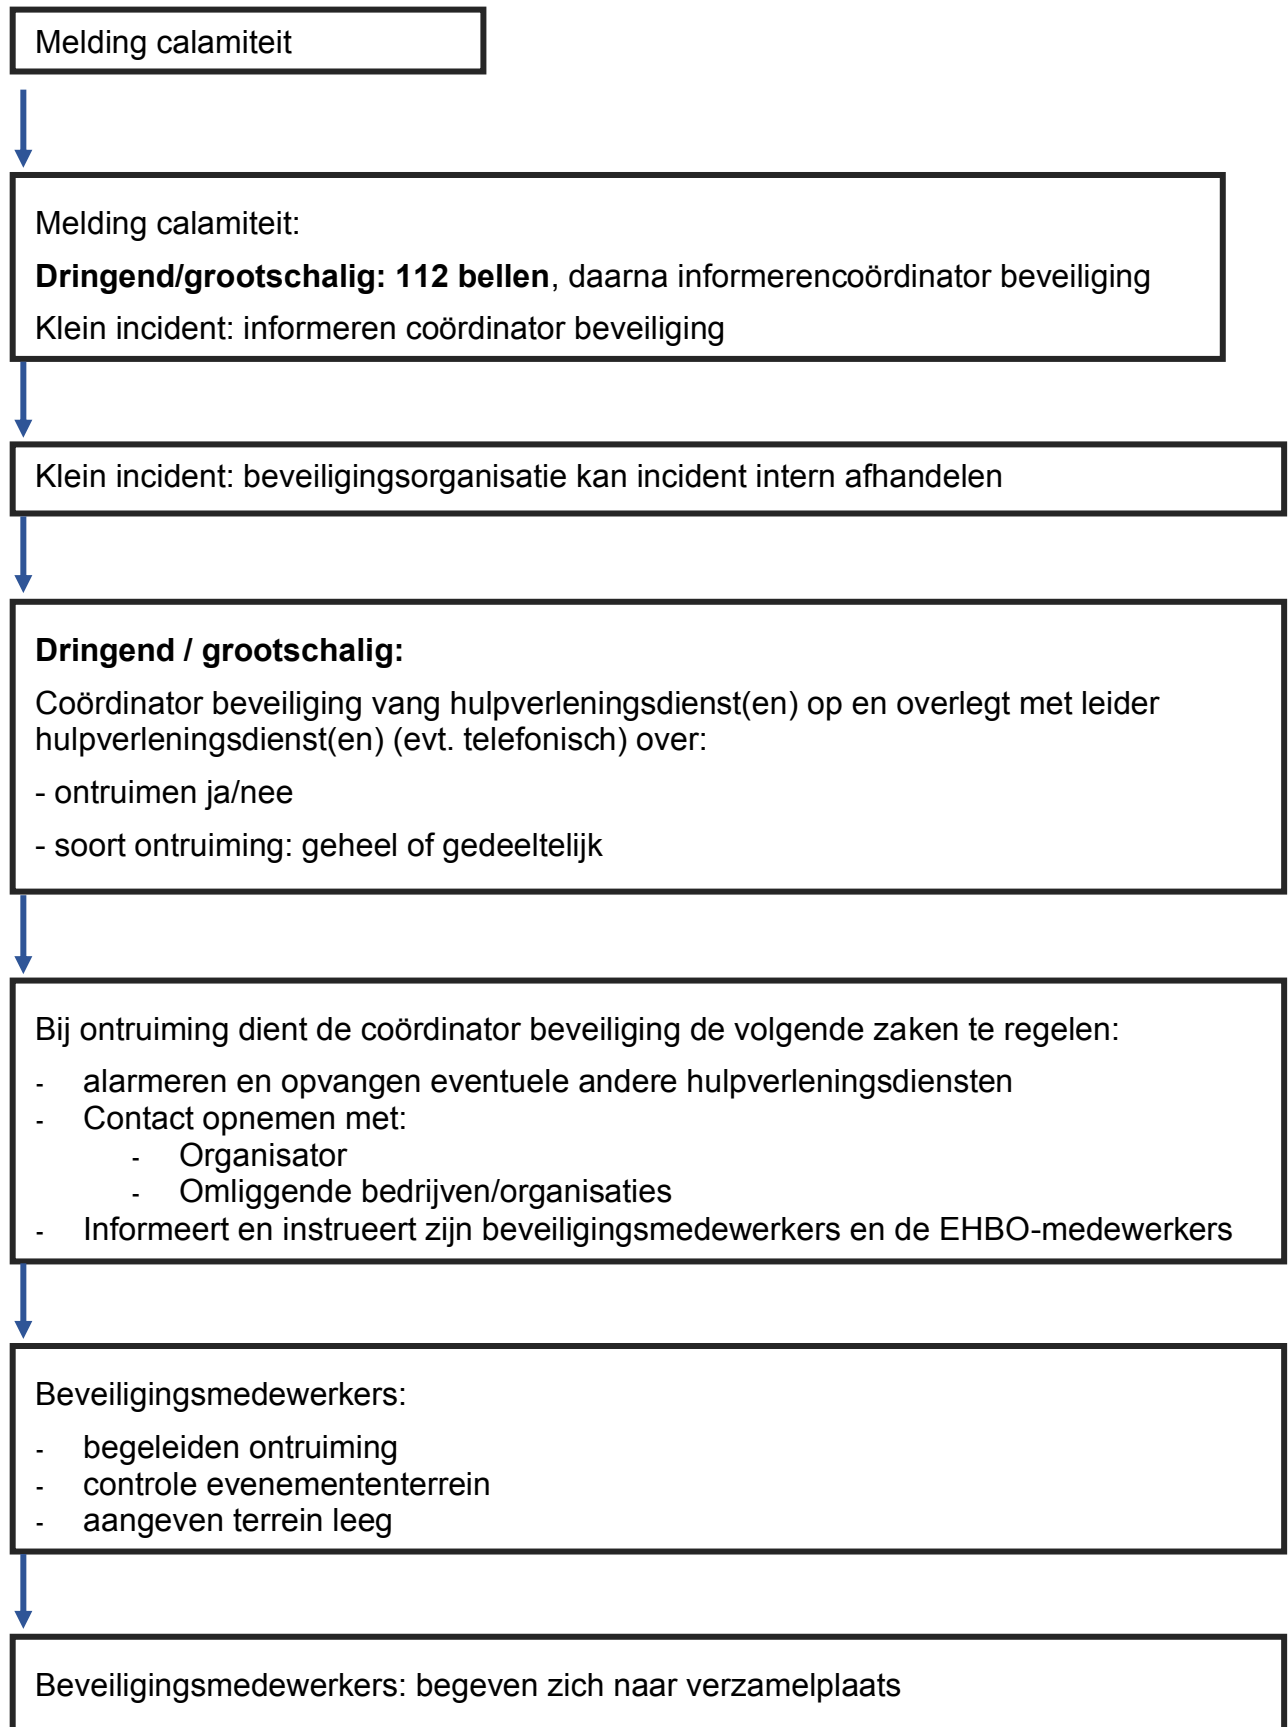 Melding calamiteit
Melding calamiteit:
Dringend/grootschalig: 112 bellen, daarna informerencoördinator beveiliging
Klein incident: informeren coördinator beveiliging
Klein incident: beveiligingsorganisatie kan incident intern afhandelen
Dringend / grootschalig:
Coördinator beveiliging vang hulpverleningsdienst(en) op en overlegt met leider
hulpverleningsdienst(en) (evt. telefonisch) over:
- ontruimen ja/nee
- soort ontruiming: geheel of gedeeltelijk
Bij ontruiming dient de coördinator beveiliging de volgende zaken te regelen:
- alarmeren en opvangen eventuele andere hulpverleningsdiensten
- Contact opnemen met:
- Organisator
- Omliggende bedrijven/organisaties
- Informeert en instrueert zijn beveiligingsmedewerkers en de EHBO-medewerkers
Beveiligingsmedewerkers:
- begeleiden ontruiming
- controle evenemententerrein
- aangeven terrein leeg
Beveiligingsmedewerkers: begeven zich naar verzamelplaats